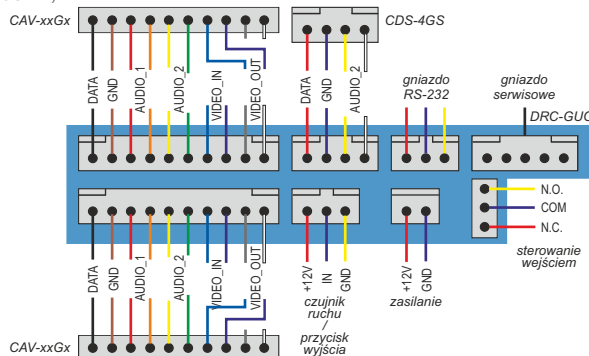 CAV-xxGx
CDS-4GS
DATA
GND
AUDIO_1
AUDIO_2
VIDEO_IN
VIDEO_OUT
DATA
GND
AUDIO_2
gniazdo
RS-232
gniazdo
serwisowe
DRC-GUC
N.O.
COM
N.C.
sterowanie
wejściem
DATA
GND
AUDIO_1
AUDIO_2
VIDEO_IN
VIDEO_OUT
+12V
IN
GND
czujnik
ruchu
/
przycisk
wyjścia
+12V
GND
zasilanie
CAV-xxGx